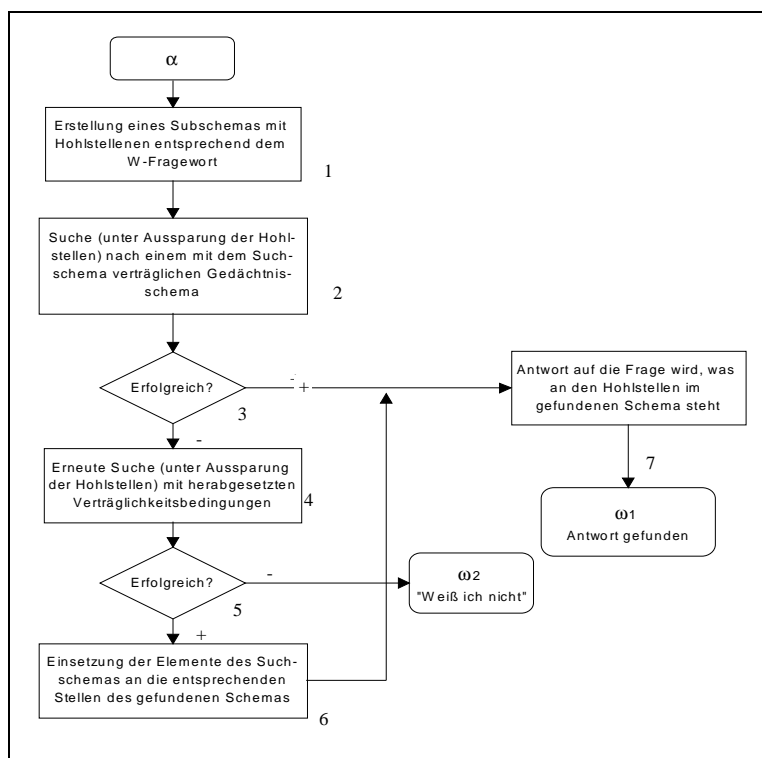 α
Erstellung eines Subschemas mit
Hohlstellenen entsprechend dem
W-Fragewort
1
Suche (unter Aussparung der Hohl-
stellen) nach einem mit dem Such-
schema verträglichen Gedächtnis-
schema
2
Erfolgreich?
- +
3
-
Antwort auf die Frage wird, was
an den Hohlstellen im
gefundenen Schema steht
7
Erneute Suche (unter Aussparung
der Hohlstellen) mit herabgesetzten
Verträglichkeitsbedingungen
4
ω1
Antwort gefunden
Erfolgreich?
-
5
+
ω2
"Weiß ich nicht"
Einsetzung der Elemente des Such-
schemas an die entsprechenden
Stellen des gefundenen Schemas
6